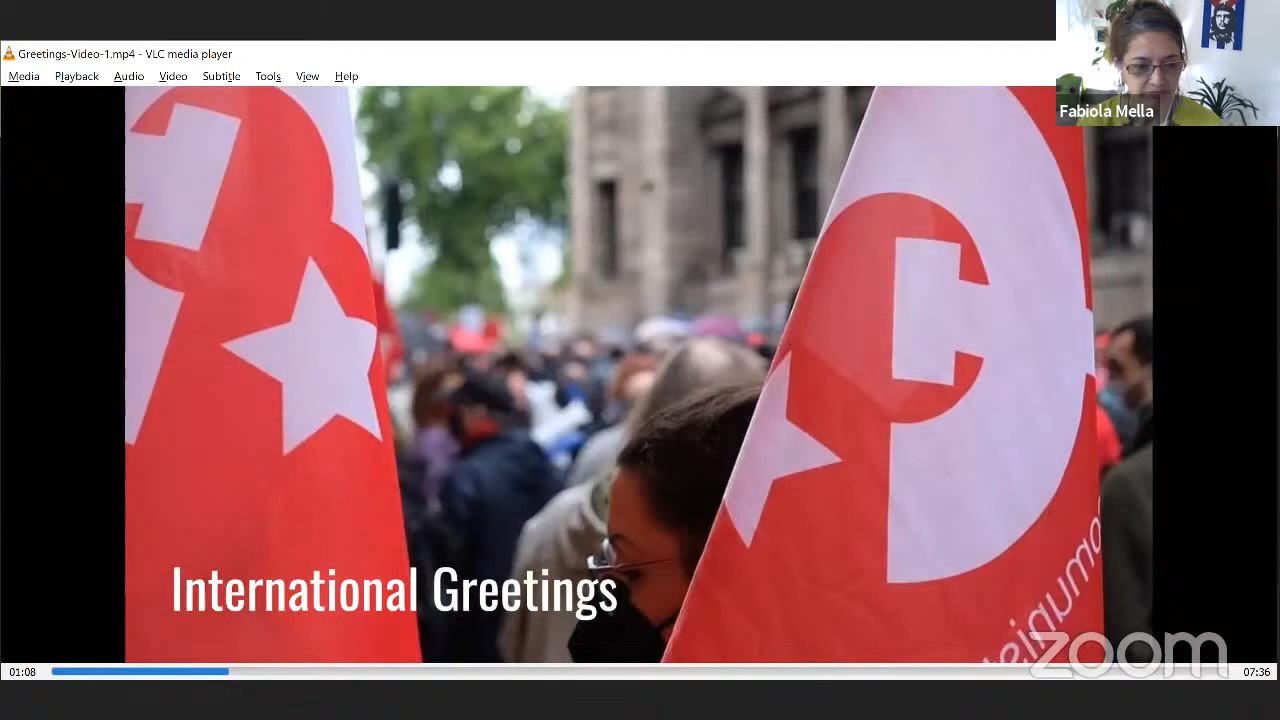 Greetings-Video-1.mp4 - VLC media player
Media Playback Audio Video Subtitle Tools View Help
Fabiola Mella
International Greetings
zoom
01:08
07:36